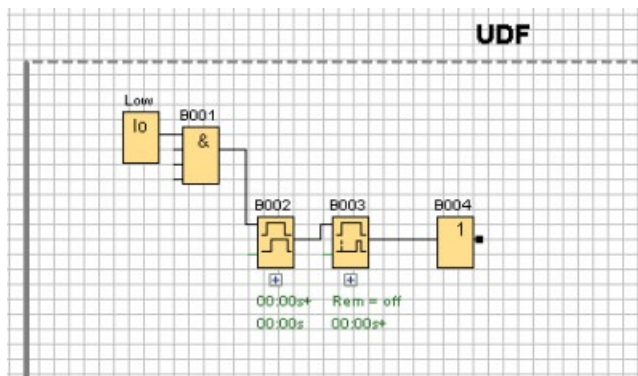 UDF
Low
lo
B001
&
B002
B003
B004
1
00:00s+
Rem = off
00:00s
00:00s+